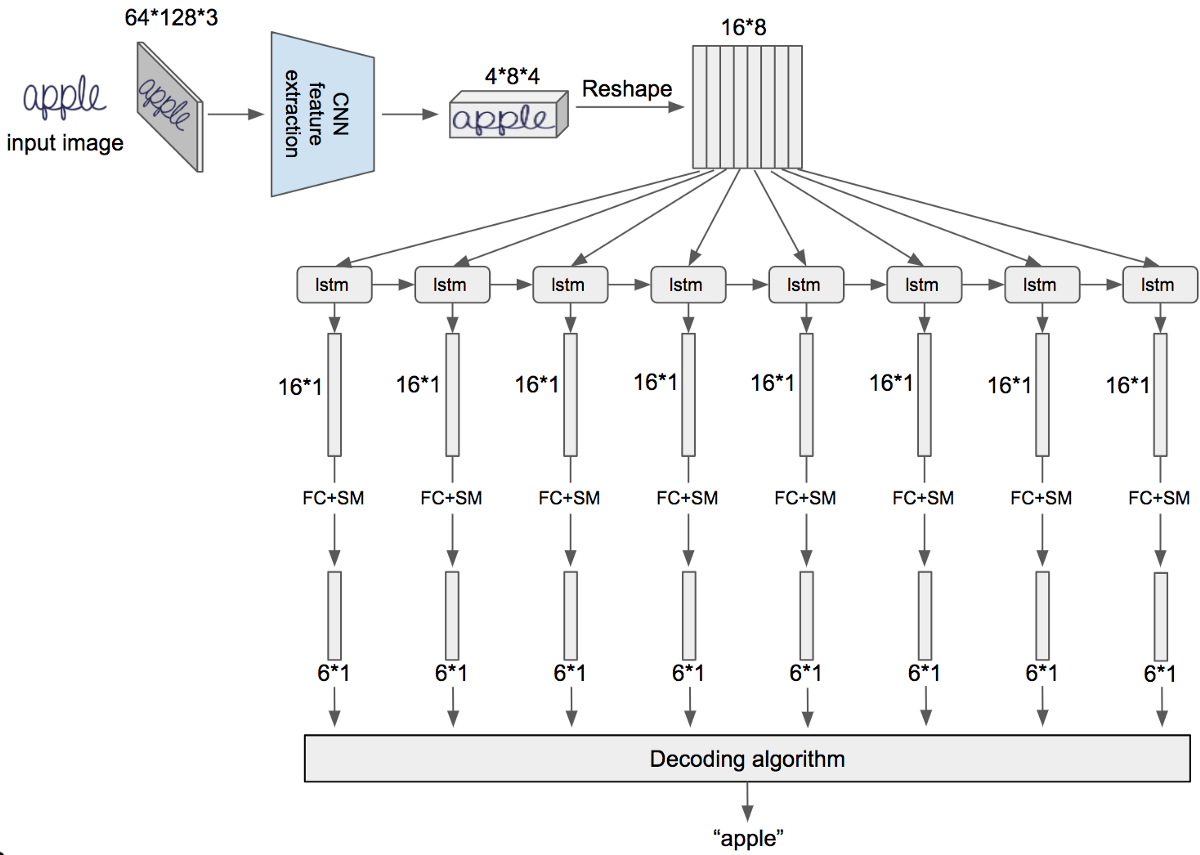 64*128*3
16*8
4*8*4
apple
apple
apple
Reshape
CNN
feature
extraction
input image
lstm lstm lstm lstm lstm lstm lstm lstm
16*1 16*1 16*1 16*1 16*1 16*1 16*1 16*1
FC+SM FC+SM FC+SM FC+SM FC+SM FC+SM FC+SM FC+SM
6*1 6*1 6*1 6*1 6*1 6*1 6*1 6*1
Decoding algorithm
“apple”